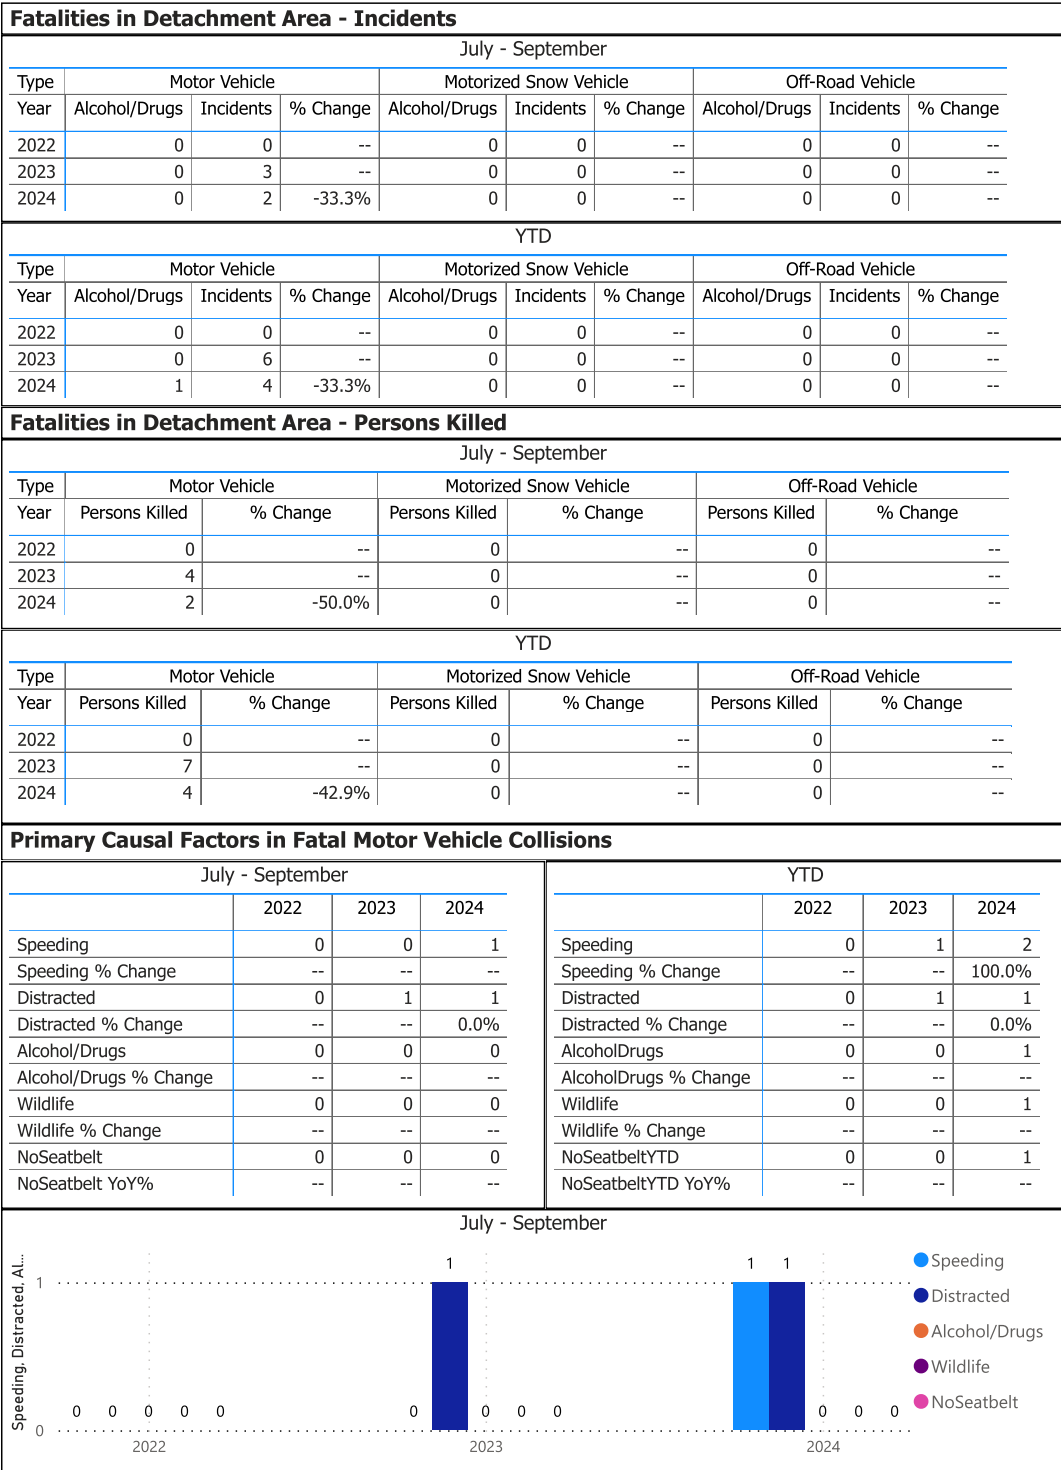 Fatalities in Detachment Area - Incidents
July - September
Type Motor Vehicle Motorized Snow Vehicle Off-Road Vehicle
Year Alcohol/Drugs Incidents % Change Alcohol/Drugs Incidents % Change Alcohol/Drugs Incidents % Change
2022 0 0 -- 0 0 -- 0 0 --
2023 0 3 -- 0 0 -- 0 0 --
2024 0 2 -33.3% 0 0 -- 0 0 --
YTD
Type Motor Vehicle Motorized Snow Vehicle Off-Road Vehicle
Year Alcohol/Drugs Incidents % Change Alcohol/Drugs Incidents % Change Alcohol/Drugs Incidents % Change
2022 0 0 -- 0 0 -- 0 0 --
2023 0 6 -- 0 0 -- 0 0 --
2024 1 4 -33.3% 0 0 -- 0 0 --
Fatalities in Detachment Area - Persons Killed
July - September
Type Motor Vehicle Motorized Snow Vehicle Off-Road Vehicle
Year Persons Killed % Change Persons Killed % Change Persons Killed % Change
2022 0 -- 0 -- 0 --
2023 4 -- 0 -- 0 --
2024 2 -50.0% 0 -- 0 --
YTD
Type Motor Vehicle Motorized Snow Vehicle Off-Road Vehicle
Year Persons Killed % Change Persons Killed % Change Persons Killed % Change
2022 0 -- 0 -- 0 --
2023 7 -- 0 -- 0 --
2024 4 -42.9% 0 -- 0 --
Primary Causal Factors in Fatal Motor Vehicle Collisions
July - September
2022 2023 2024
Speeding 0 0 1
Speeding % Change -- -- --
Distracted 0 1 1
Distracted % Change -- -- 0.0%
Alcohol/Drugs 0 0 0
Alcohol/Drugs % Change -- -- --
Wildlife 0 0 0
Wildlife % Change -- -- --
NoSeatbelt 0 0 0
NoSeatbelt YoY% -- -- --
YTD
2022 2023 2024
Speeding 0 1 2
Speeding % Change -- -- 100.0%
Distracted 0 1 1
Distracted % Change -- -- 0.0%
AlcoholDrugs 0 0 1
AlcoholDrugs % Change -- -- --
Wildlife 0 0 1
Wildlife % Change -- -- --
NoSeatbeltYTD 0 0 1
NoSeatbeltYTD YoY% -- -- --
July - September
Speeding, Distracted, Al...
1 1 1
1
0 0 0 0 0 0 0 0 0 0 0 0
0
2022 2023 2024
Speeding
Distracted
Alcohol/Drugs
Wildlife
NoSeatbelt